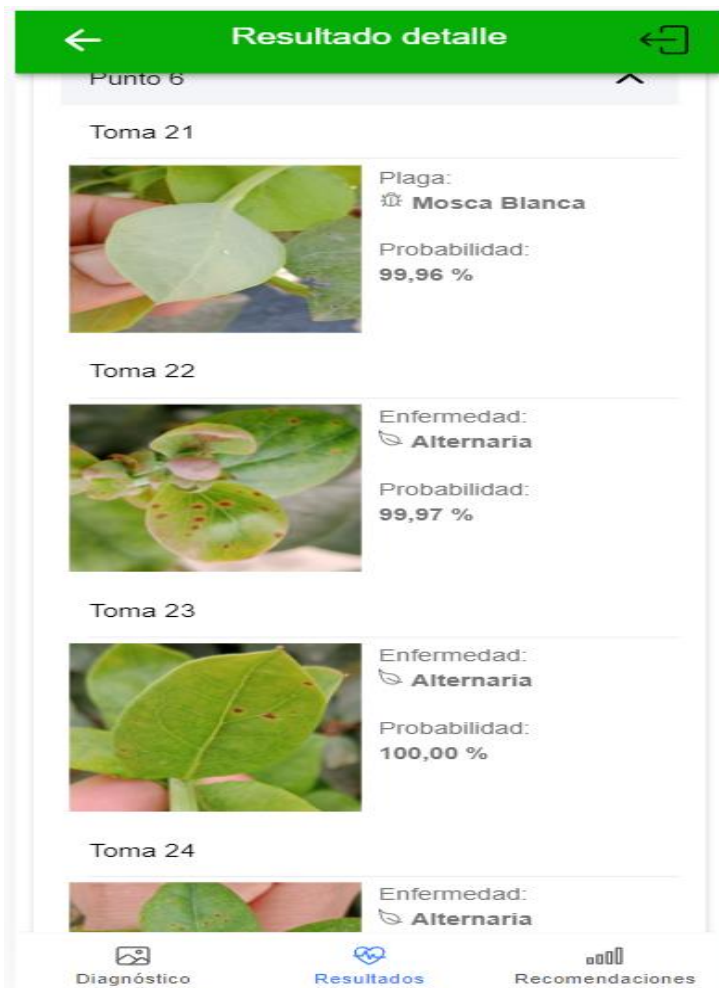 Resultado detalle
Punto 6
Toma 21
Plaga:
Mosca Blanca
Probabilidad:
99,96 %
Toma 22
Enfermedad:
Alternaria
Probabilidad:
99,97 %
Toma 23
Enfermedad:
Alternaria
Probabilidad:
100,00 %
Toma 24
Enfermedad:
Alternaria
Diagnóstico
Resultados
Recomendaciones